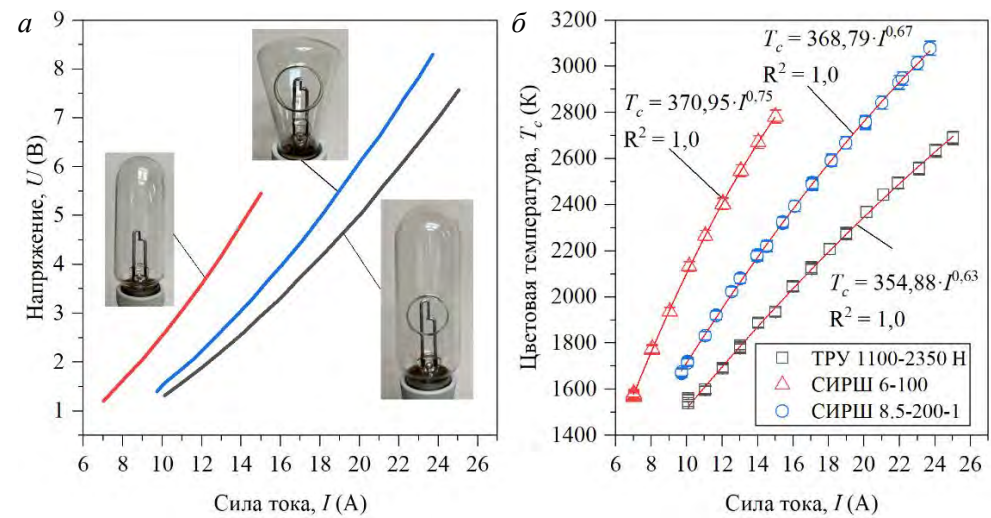 а
Напряжение, U (В)
9
8
7
6
5
4
3
2
1
6 8 10 12 14 16 18 20 22 24 26
Сила тока, I (А)
б
Цветовая температура, T_c (К)
3200
3000
2800
2600
2400
2200
2000
1800
1600
1400
T_c = 368,79·I^0,67
R² = 1,0
T_c = 370,95·I^0,75
R² = 1,0
T_c = 354,88·I^0,63
R² = 1,0
ТРУ 1100-2350 Н
СИРШ 6-100
СИРШ 8.5-200-1
6 8 10 12 14 16 18 20 22 24 26
Сила тока, I (А)